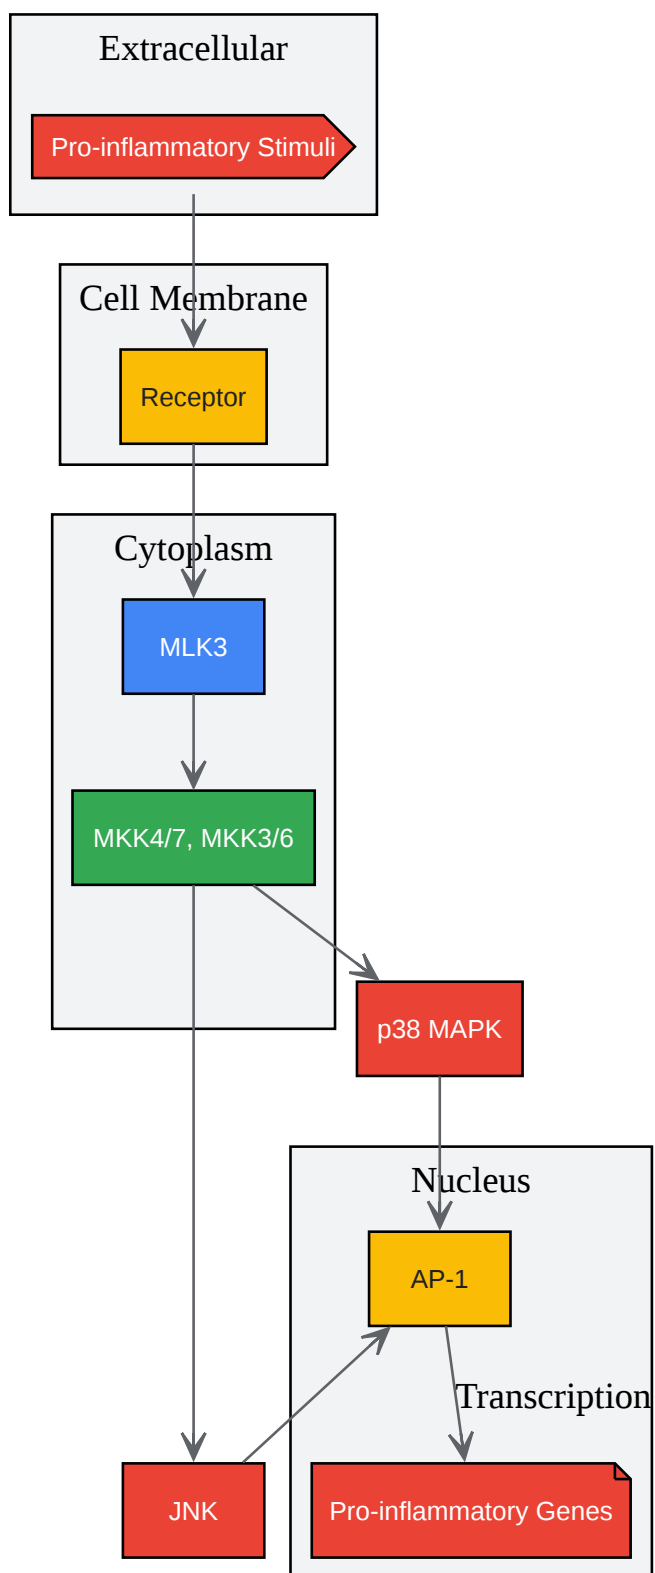 Extracellular
Pro-inflammatory Stimuli
Cell Membrane
Receptor
Cytoplasm
MLK3
MKK4/7, MKK3/6
p38 MAPK
Nucleus
AP-1
Transcription
JNK
Pro-inflammatory Genes